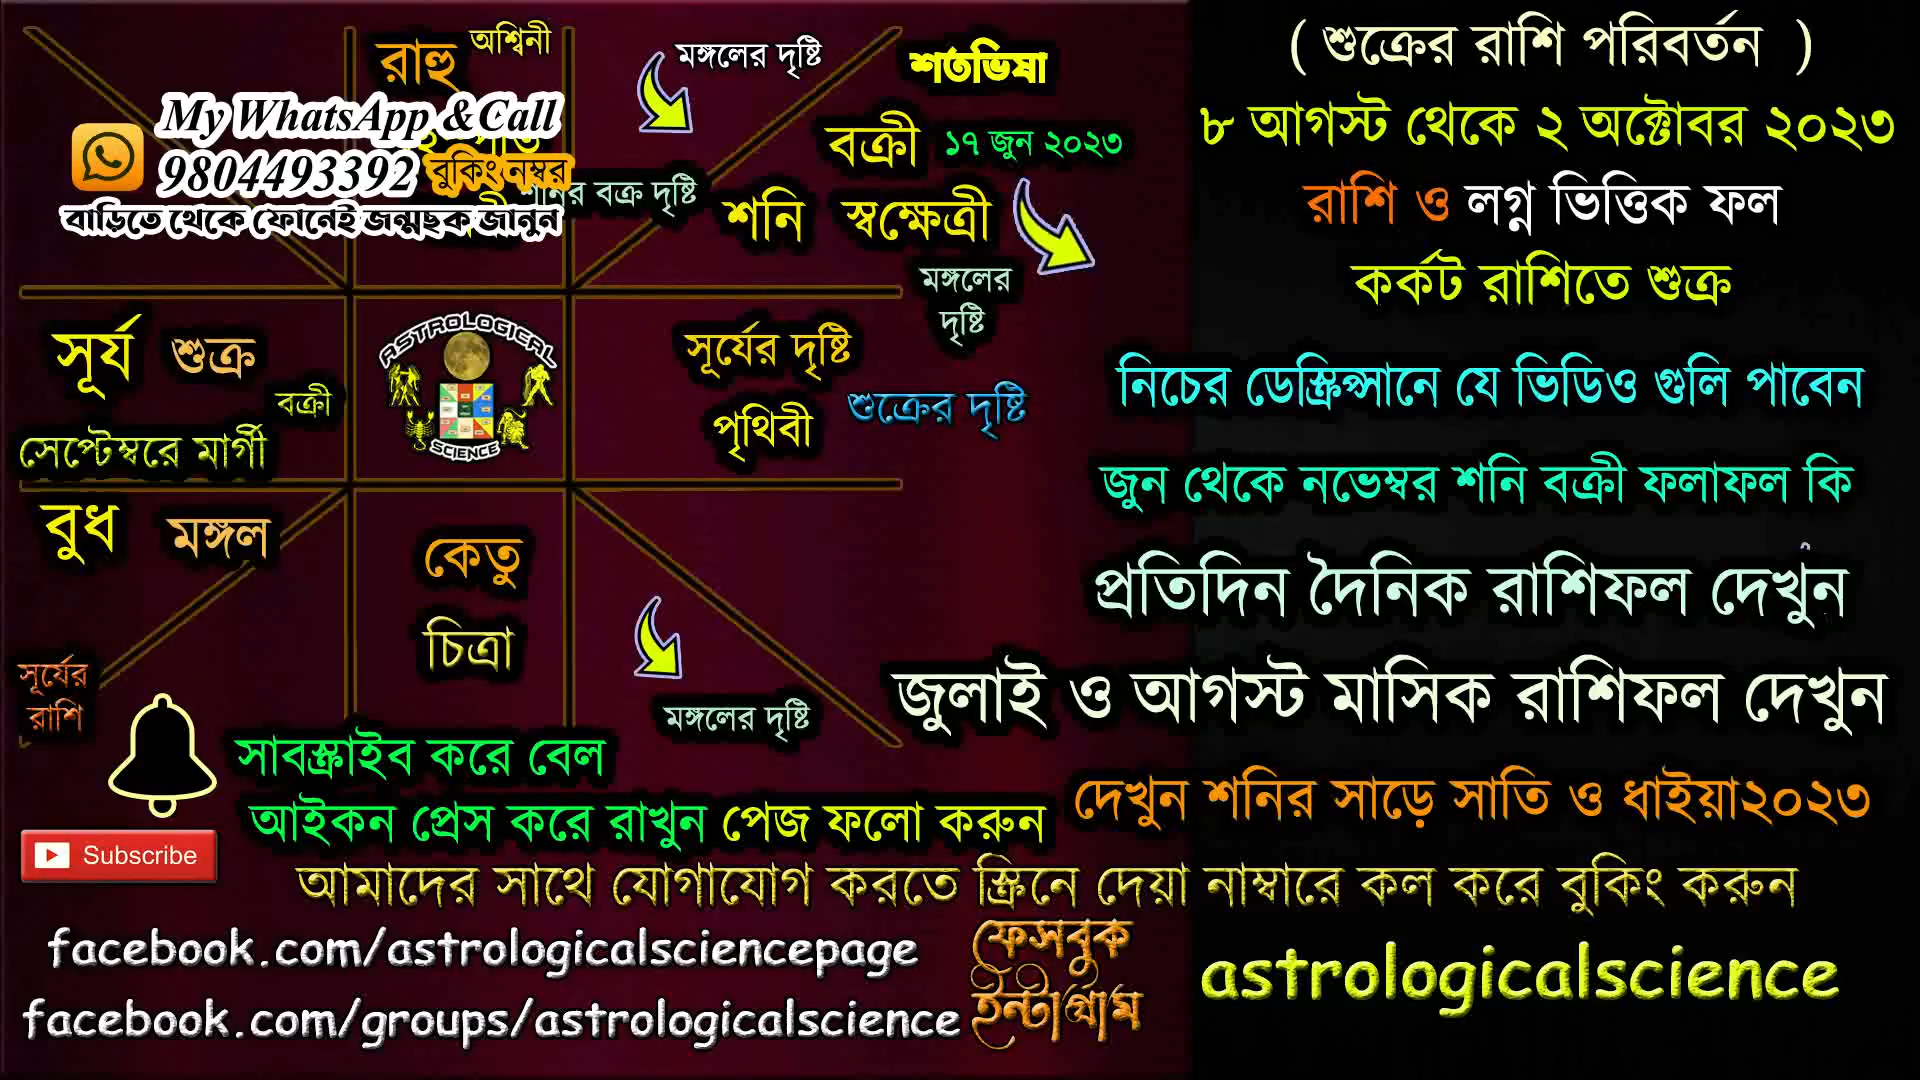 রাহু অশ্বিনী
মঙ্গলের দৃষ্টি
শতভিষা
My WhatsApp & Call
9804493392 বুকিং নম্বর
বাড়িতে থেকে ফোনেই জন্মছক জানুন
বক্র দৃষ্টি
বক্রী ১৭ জুন ২০২৩
শনি স্বক্ষেত্রী
মঙ্গলের
দৃষ্টি
সূর্য শুক্র
বক্রী
সেপ্টেম্বরে মার্গী
ASTROLOGICAL
SCIENCE
সূর্যের দৃষ্টি
পৃথিবী শুক্রের দৃষ্টি
বুধ মঙ্গল
কেতু
চিত্রা
সূর্যের
রাশি
মঙ্গলের দৃষ্টি
( শুক্রের রাশি পরিবর্তন )
৮ আগস্ট থেকে ২ অক্টোবর ২০২৩
রাশি ও লগ্ন ভিত্তিক ফল
কর্কট রাশিতে শুক্র
নিচের ডেস্ক্রিপ্সানে যে ভিডিও গুলি পাবেন
জুন থেকে নভেম্বর শনি বক্রী ফলাফল কি
প্রতিদিন দৈনিক রাশিফল দেখুন
জুলাই ও আগস্ট মাসিক রাশিফল দেখুন
দেখুন শনির সাড়ে সাতি ও ধাইয়া২০২৩
সাবস্ক্রাইব করে বেল
আইকন প্রেস করে রাখুন পেজ ফলো করুন
Subscribe
আমাদের সাথে যোগাযোগ করতে স্ক্রিনে দেয়া নাম্বারে কল করে বুকিং করুন
facebook.com/astrologicalsciencepage
facebook.com/groups/astrologicalscience
ফেসবুক
ইন্টাগ্রাম
astrologicalscience